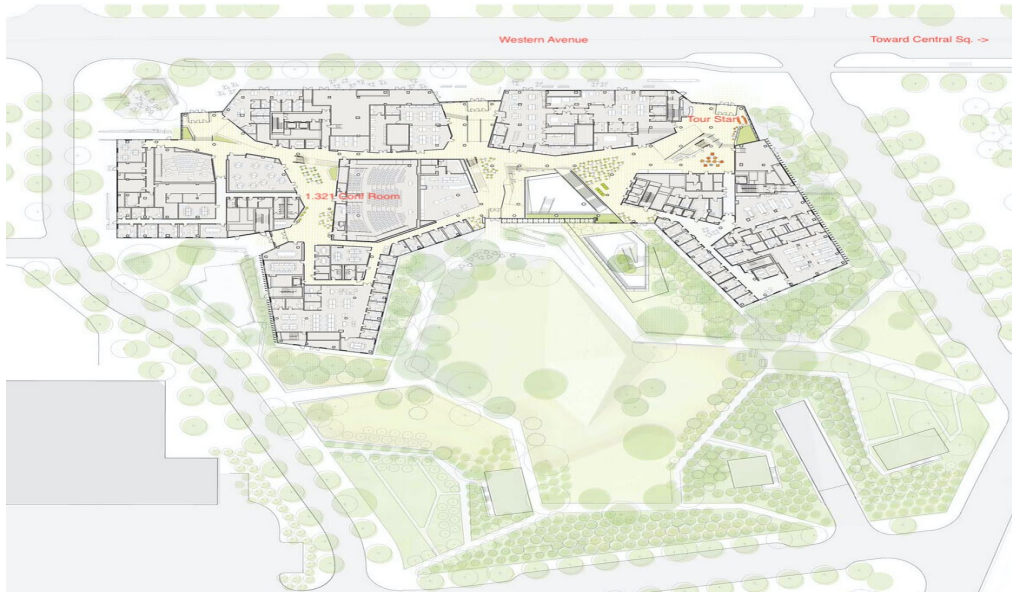 Western Avenue
Toward Central Sq. ->
Tour Start
1.321 Conf Room